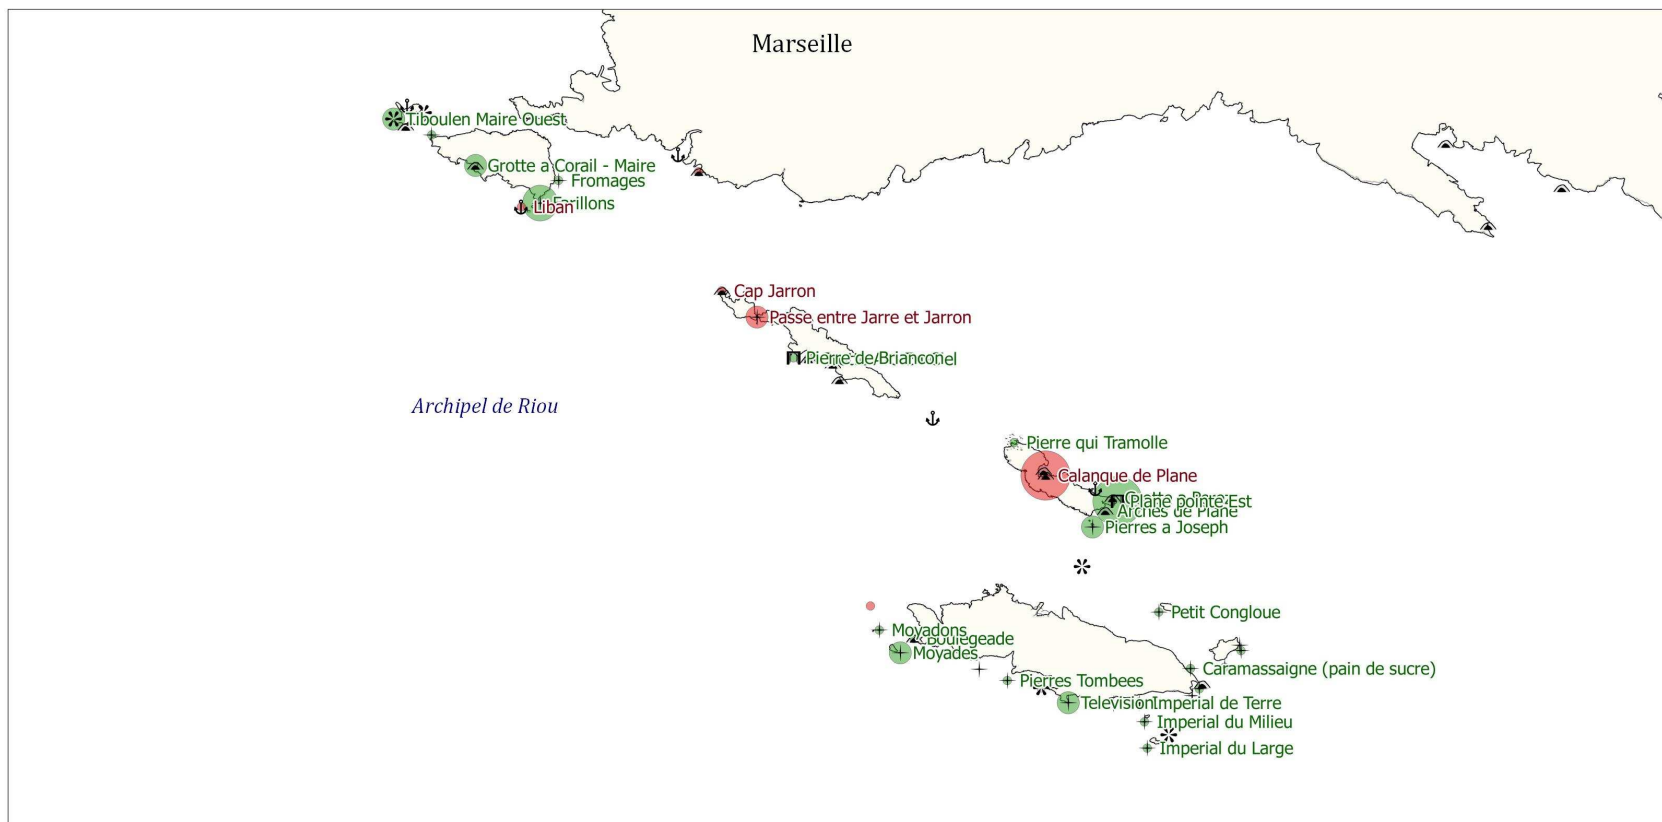 Marseille
Tiboulen Maire Ouest
Grotte a Corail - Maire
Fromages
Liban
Farillons
Cap Jarron
Passe entre Jarre et Jarron
Pierre de Briancon
Archipel de Riou
Pierre qui Tramolle
Calanque de Plane
Plane pointe Est
Arches de Plane
Pierres a Joseph
Petit Congloue
Moyadons
Boulegeade
Moyades
Caramassaigne (pain de sucre)
Pierres Tombees
Television
Imperial de Terre
Imperial du Milieu
Imperial du Large